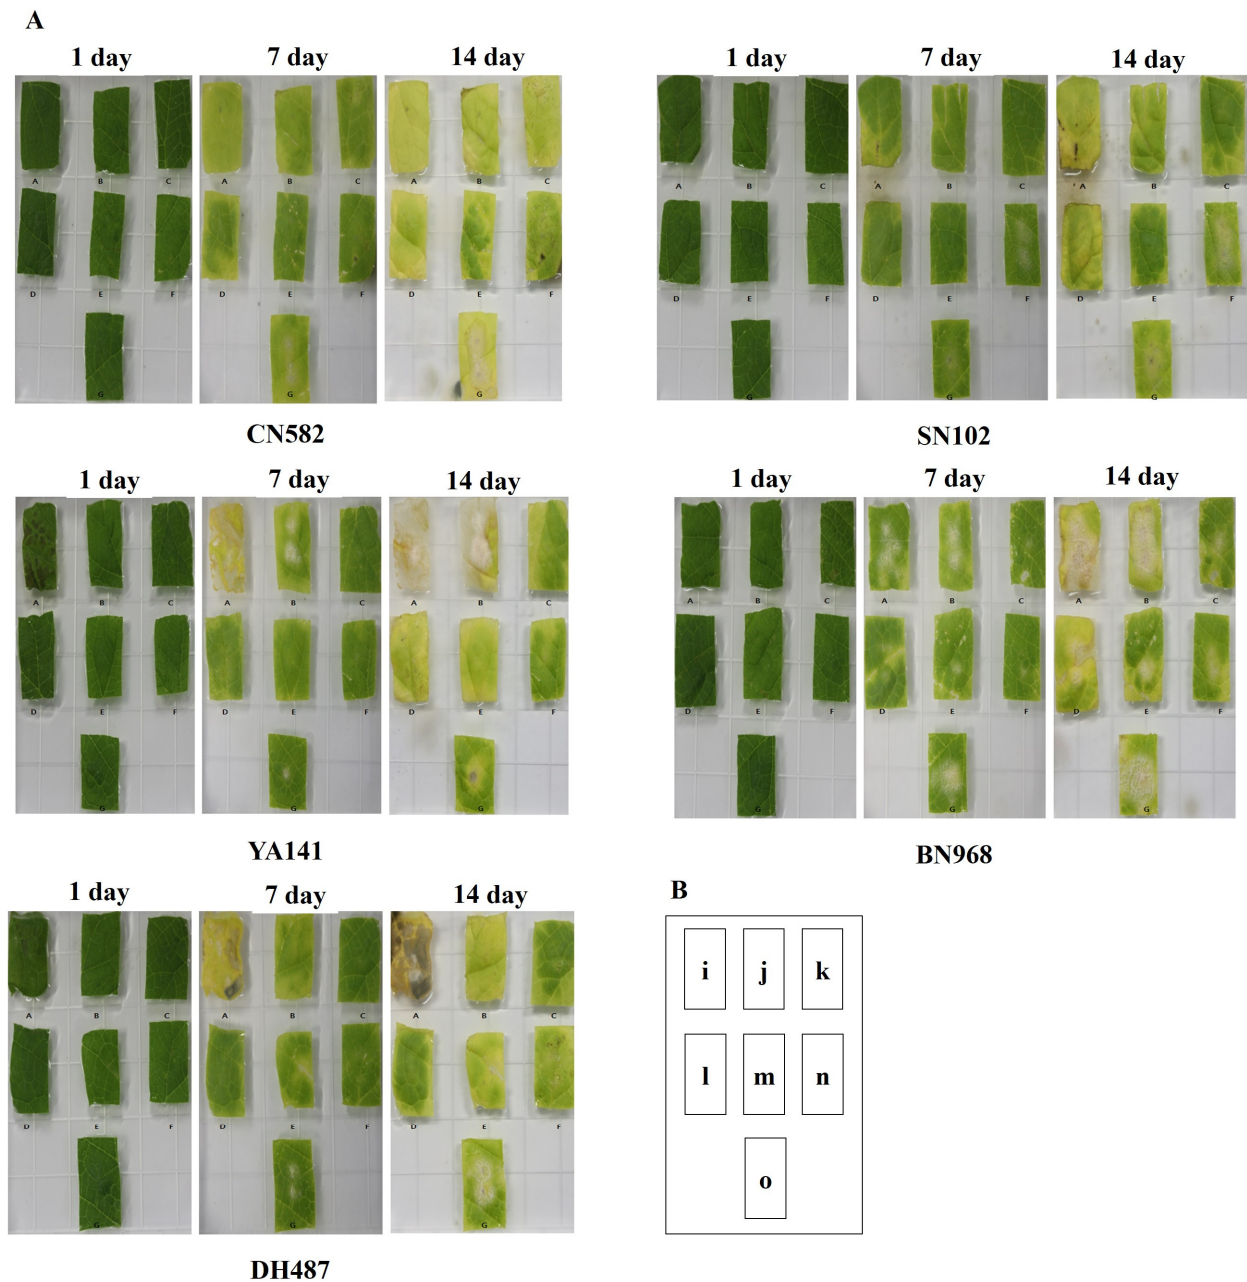 A
1 day 7 day 14 day
A B C A B C A B C
D E F D E F D E F
G G G
CN582
1 day 7 day 14 day
A B C A B C A B C
D E F D E F D E F
G G G
SN102
1 day 7 day 14 day
A B C A B C A B C
D E F D E F D E F
G G G
YA141
1 day 7 day 14 day
A B C A B C A B C
D E F D E F D E F
G G G
BN968
1 day 7 day 14 day
A B C A B C A B C
D E F D E F D E F
G G G
DH487
B
i j k
l m n
o